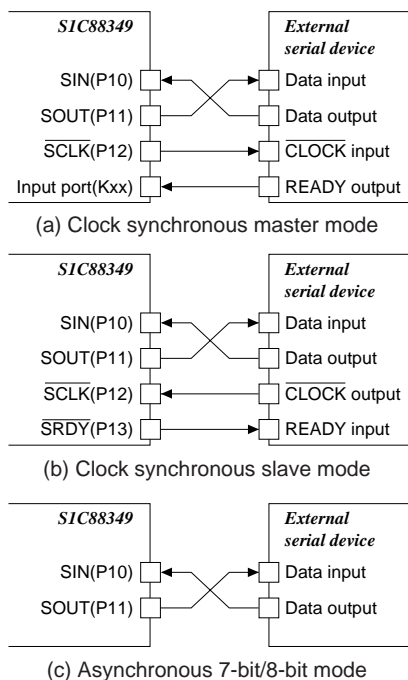 S1C88349 External
serial device
SIN(P10) Data input
SOUT(P11) Data output
SCLK(P12) CLOCK input
Input port(Kxx) READY output
(a) Clock synchronous master mode
S1C88349 External
serial device
SIN(P10) Data input
SOUT(P11) Data output
SCLK(P12) CLOCK output
SRDY(P13) READY input
(b) Clock synchronous slave mode
S1C88349 External
serial device
SIN(P10) Data input
SOUT(P11) Data output
(c) Asynchronous 7-bit/8-bit mode